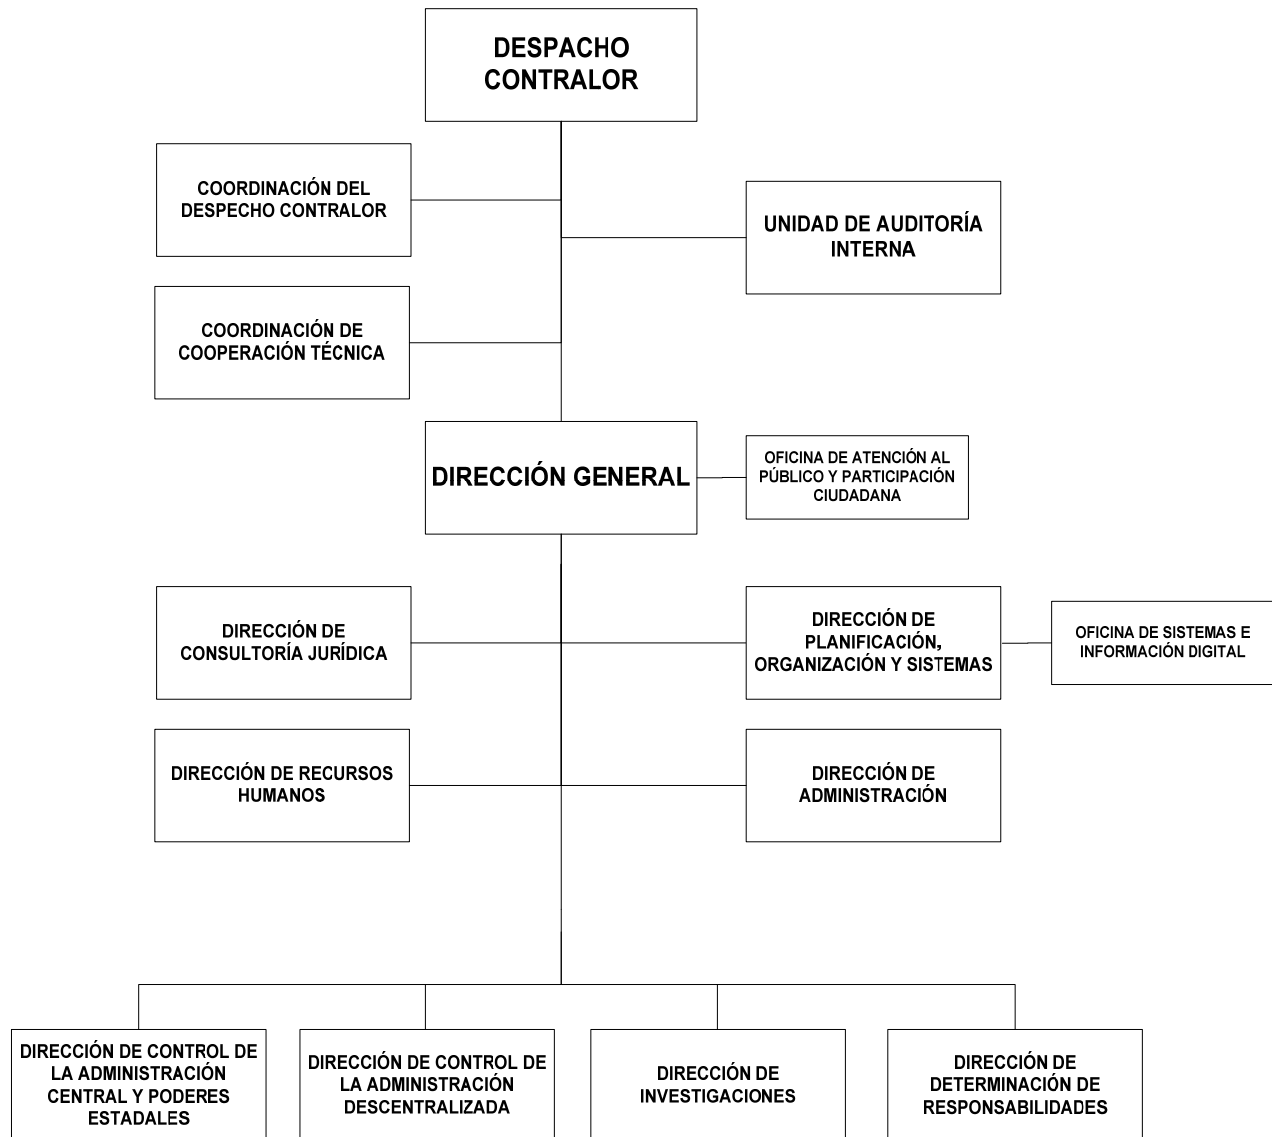 DESPACHO
CONTRALOR
COORDINACIÓN DEL
DESPECHO CONTRALOR
UNIDAD DE AUDITORÍA
INTERNA
COORDINACIÓN DE
COOPERACIÓN TÉCNICA
DIRECCIÓN GENERAL
OFICINA DE ATENCIÓN AL
PÚBLICO Y PARTICIPACIÓN
CIUDADANA
DIRECCIÓN DE
CONSULTORÍA JURÍDICA
DIRECCIÓN DE
PLANIFICACIÓN,
ORGANIZACIÓN Y SISTEMAS
OFICINA DE SISTEMAS E
INFORMACIÓN DIGITAL
DIRECCIÓN DE RECURSOS
HUMANOS
DIRECCIÓN DE
ADMINISTRACIÓN
DIRECCIÓN DE CONTROL DE
LA ADMINISTRACIÓN
CENTRAL Y PODERES
ESTADALES
DIRECCIÓN DE CONTROL DE
LA ADMINISTRACIÓN
DESCENTRALIZADA
DIRECCIÓN DE
INVESTIGACIONES
DIRECCIÓN DE
DETERMINACIÓN DE
RESPONSABILIDADES